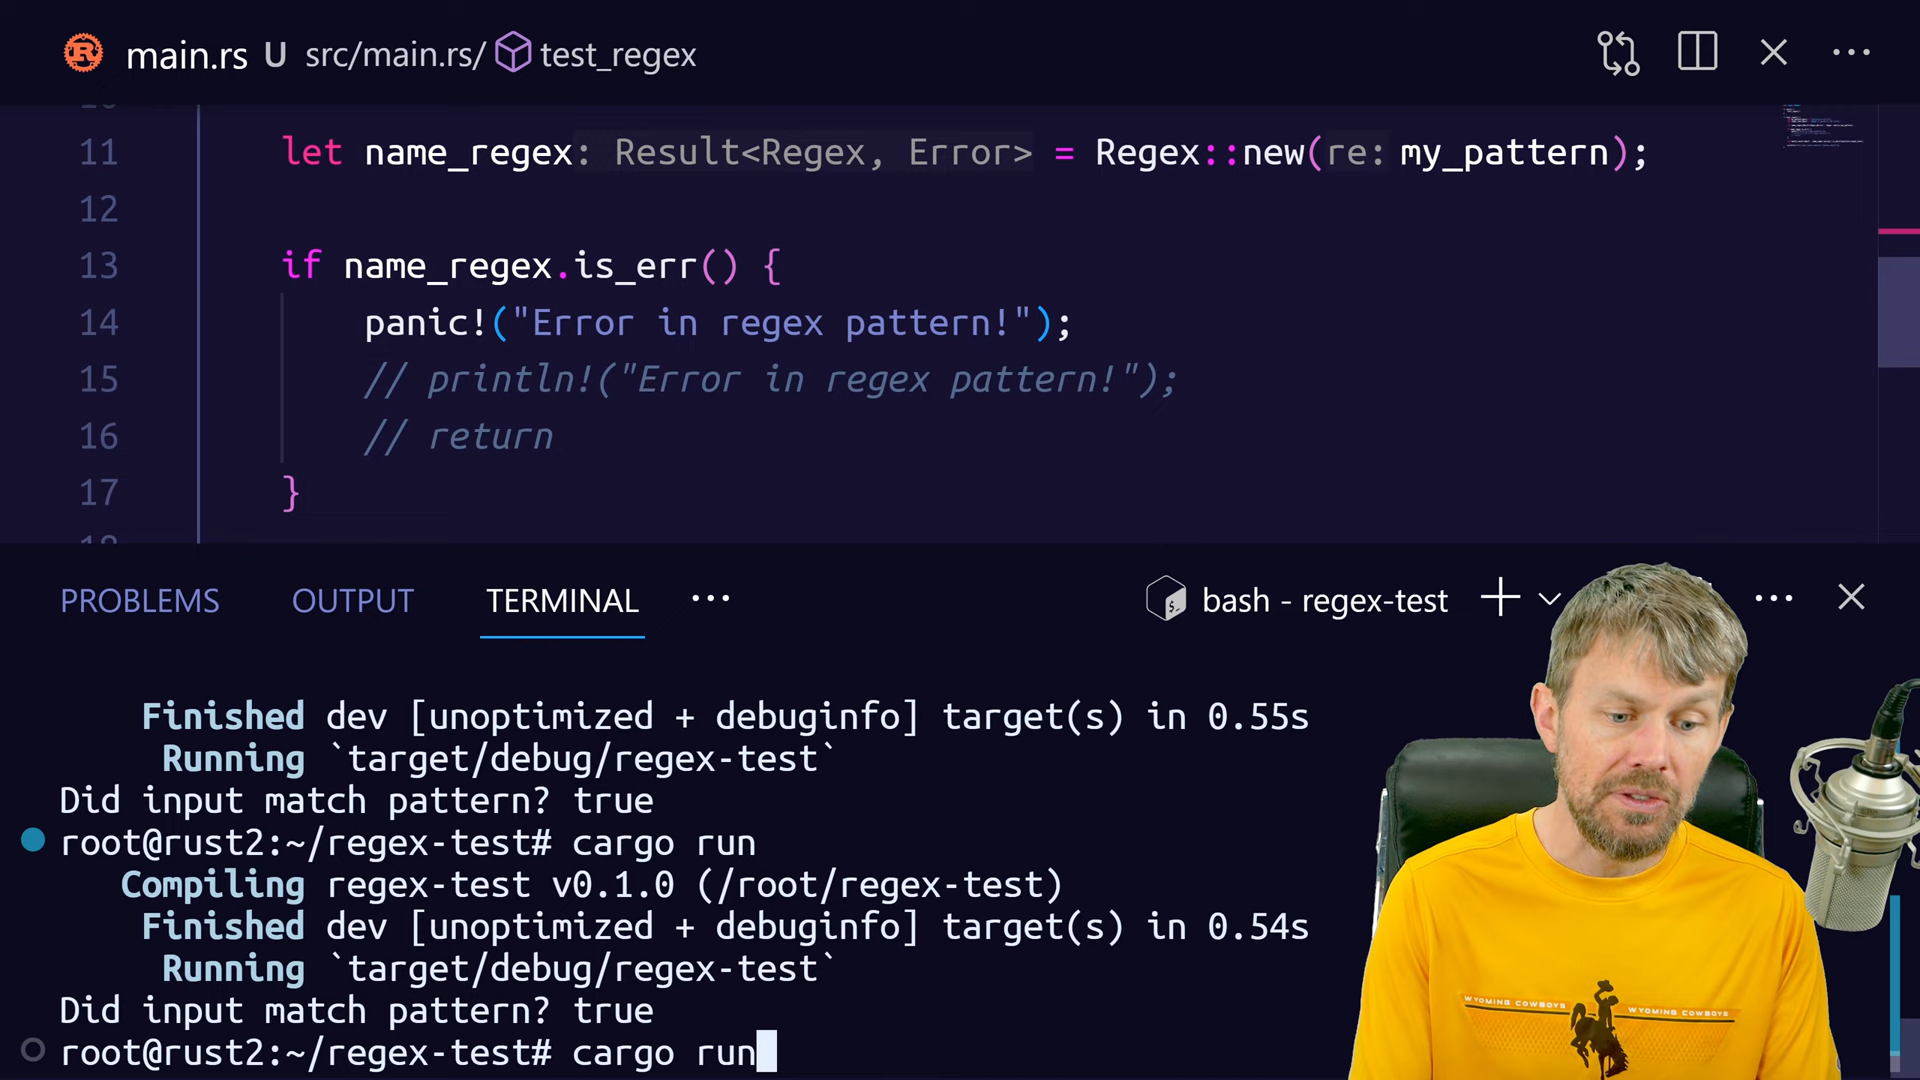 main.rs U src/main.rs/ test_regex
11 let name_regex: Result<Regex, Error> = Regex::new(re: my_pattern);
12
13 if name_regex.is_err() {
14 panic!("Error in regex pattern!");
15 // println!("Error in regex pattern!");
16 // return
17 }
PROBLEMS OUTPUT TERMINAL ··· bash - regex-test
Finished dev [unoptimized + debuginfo] target(s) in 0.55s
Running `target/debug/regex-test`
Did input match pattern? true
root@rust2:~/regex-test# cargo run
Compiling regex-test v0.1.0 (/root/regex-test)
Finished dev [unoptimized + debuginfo] target(s) in 0.54s
Running `target/debug/regex-test`
Did input match pattern? true
root@rust2:~/regex-test# cargo run
WYOMING COWBOYS WYOMING COWBOYS